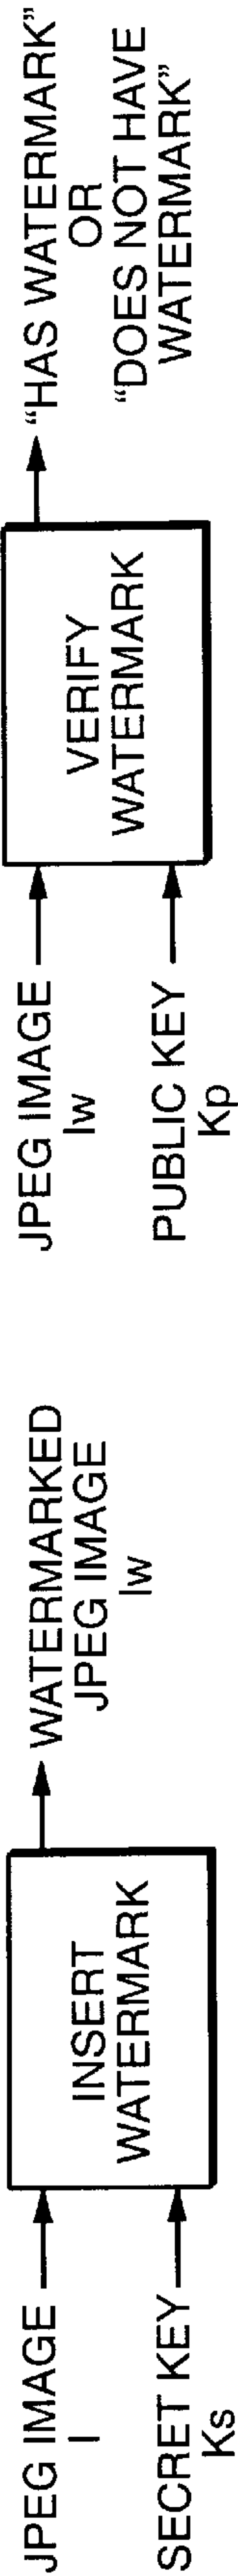 JPEG IMAGE
I
SECRET KEY
Ks
INSERT
WATERMARK
WATERMARKED
JPEG IMAGE
Iw
JPEG IMAGE
Iw
PUBLIC KEY
Kp
VERIFY
WATERMARK
“HAS WATERMARK”
OR
“DOES NOT HAVE
WATERMARK”